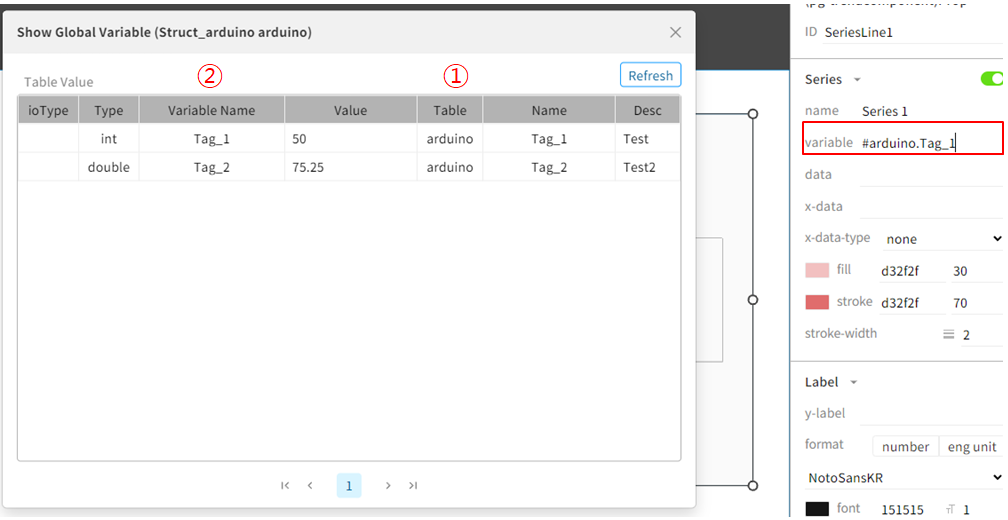 Show Global Variable (Struct_arduino arduino)
Table Value
②
①
Refresh
ioType Type Variable Name Value Table Name Desc
int Tag_1 50 arduino Tag_1 Test
double Tag_2 75.25 arduino Tag_2 Test2
1
ID SeriesLine1
Series
name Series 1
variable #arduino.Tag_1
data
x-data
x-data-type none
fill d32f2f 30
stroke d32f2f 70
stroke-width 2
Label
y-label
format number eng unit
NotoSansKR
font 151515 тT 1